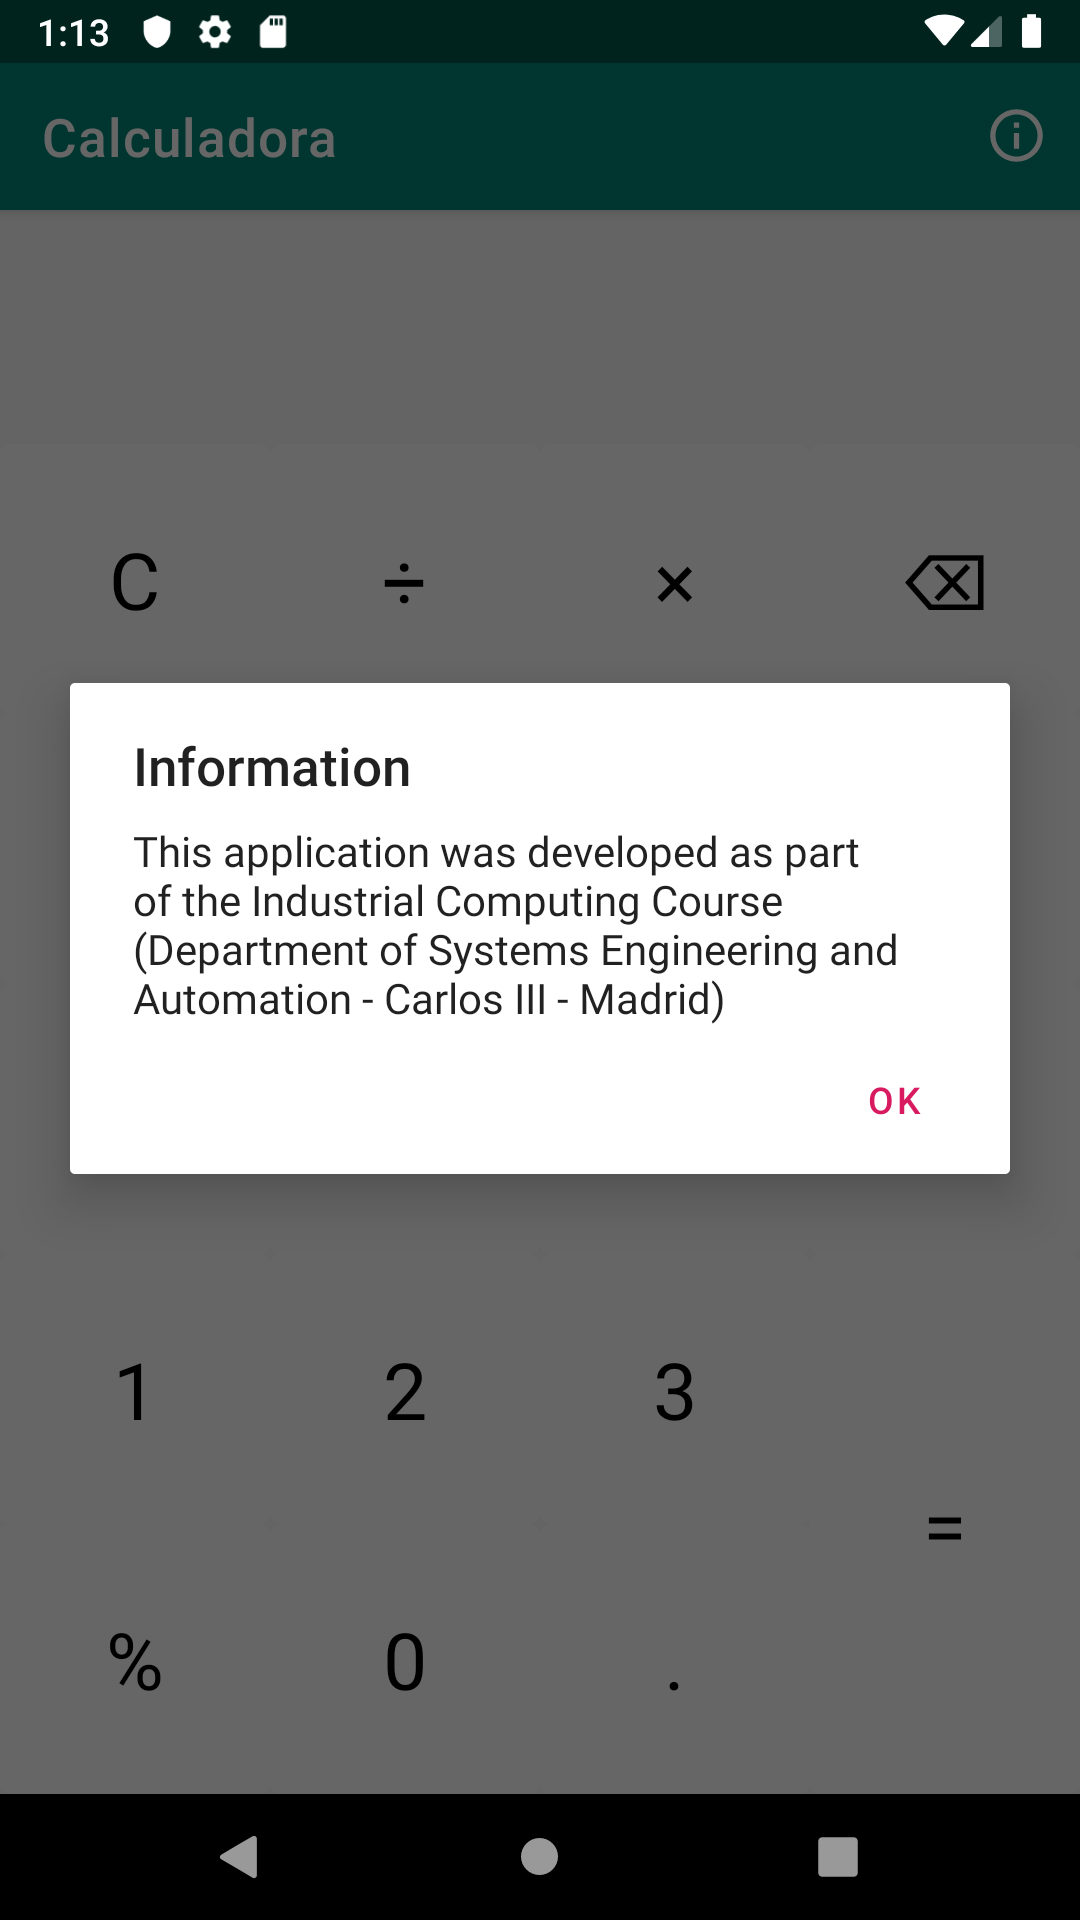 1:13
Calculadora
C ÷ ×
Information
This application was developed as part
of the Industrial Computing Course
(Department of Systems Engineering and
Automation - Carlos III - Madrid)
OK
1 2 3
=
% 0 .